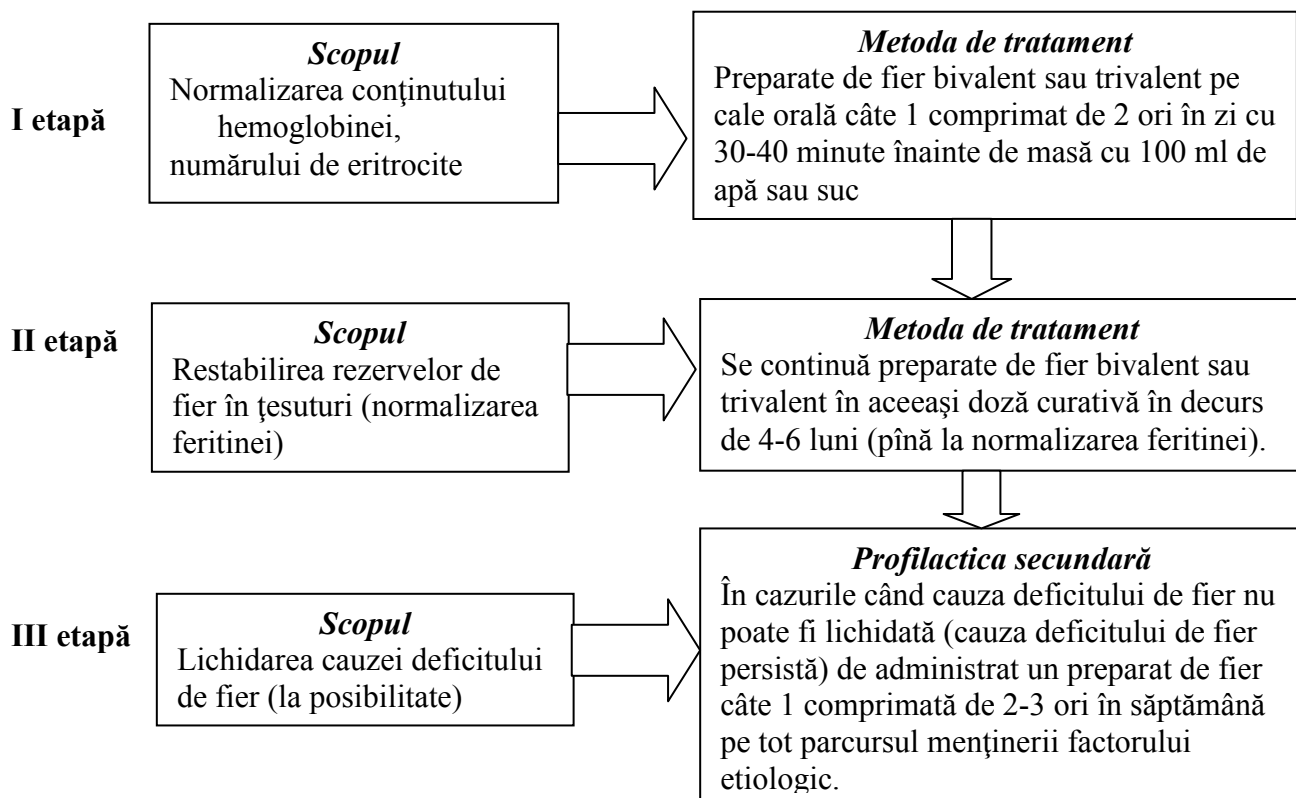 I etapă
Scopul
Normalizarea conţinutului
hemoglobinei,
numărului de eritrocite
Metoda de tratament
Preparate de fier bivalent sau trivalent pe
cale orală câte 1 comprimat de 2 ori în zi cu
30-40 minute înainte de masă cu 100 ml de
apă sau suc
II etapă
Scopul
Restabilirea rezervelor de
fier în ţesuturi (normalizarea
feritinei)
Metoda de tratament
Se continuă preparate de fier bivalent sau
trivalent în aceeaşi doză curativă în decurs
de 4-6 luni (pînă la normalizarea feritinei).
III etapă
Scopul
Lichidarea cauzei deficitului
de fier (la posibilitate)
Profilactica secundară
În cazurile când cauza deficitului de fier nu
poate fi lichidată (cauza deficitului de fier
persistă) de administrat un preparat de fier
câte 1 comprimată de 2-3 ori în săptămână
pe tot parcursul menţinerii factorului
etiologic.